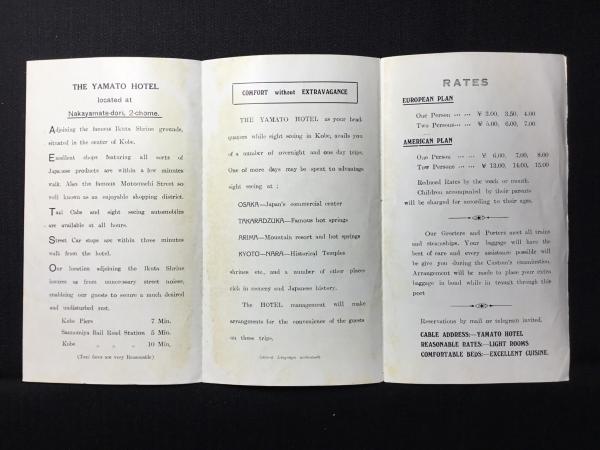 THE YAMATO HOTEL
located at
Nakayamate-dori, 2-chome.
Adjoining the famous Ikuta Shrine grounds,
situated in the center of Kobe.
Excellent shops featuring all sorts of
Japanese products are within a few minutes
walk. Also the famous Motomachi Street so
well known as an enjoyable shopping district.
Taxi Cabs and sight seeing automobiles
are available at all hours.
Street Car stops are within three minutes
walk from the hotel.
Our location adjoining the Ikuta Shrine
insures us from unnecessary street noises,
enabling our guests to secure a much desired
and undisturbed rest.
Kobe Piers 7 Min,
Sannomiya Rail Road Station 5 Min,
Kobe „ „ „ 10 Min,
(Taxi fares are very Reasonable)
COMFORT without EXTRAVAGANCE
THE YAMATO HOTEL as your head
quarters while sight seeing in Kobe, avails you
of a number of overnight and one day trips.
One of more days may be spent to advantage
sight seeing at;
OSAKA—Japan's commercial center
TAKARADZUKA—Famous hot springs
ARIMA—Mountain resort and hot springs
KYOTO—NARA—Historical Temples
shrines etc., and a number of other places
rich in scenery and Japanese history.
The HOTEL management will make
arrangements for the convenience of the guests
on these trips.
RATES
EUROPEAN PLAN
One Person ... ... ¥ 3.00, 3.50, 4.00
Two Persons ... ... ¥ 5.00, 6.00, 7.00.
AMERICAN PLAN
One Person ... ... ¥ 6.00, 7.00, 8.00
Tow Persons ... ... ¥ 13.00, 14.00, 15.00
Reduced Rates by the week or month.
Children accompanied by their parents
will be charged for according to their ages.
Our Greeters and Porters meet all trains
and steamships. Your baggage will have the
best of care and every assistance possible will
be give you during the Custom's examination.
Arrangement will be made to place your extra
baggage in bond while in transit through this
port
Reservations by mail or telegram invited.
CABLE ADDRESS:—YAMATO HOTEL
REASONABLE RATES:—LIGHT ROOMS
COMFORTABLE BEDS:—EXCELLENT CUISINE.